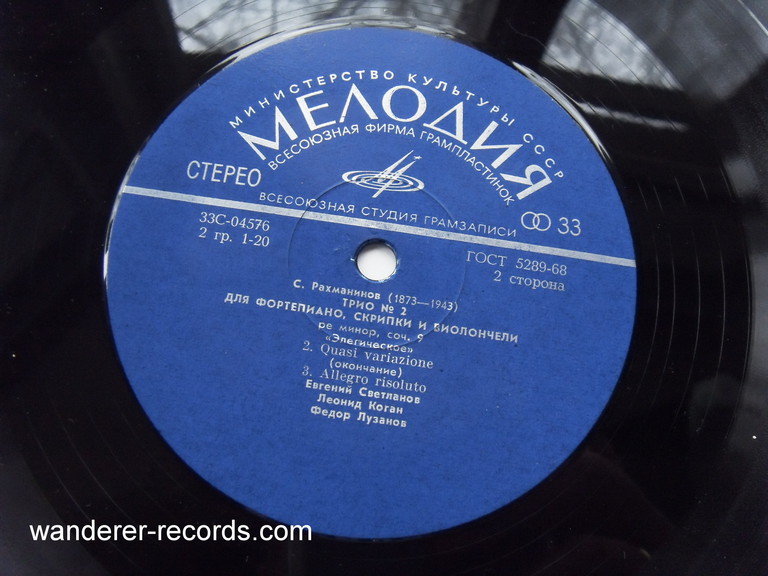 МИНИСТЕРСТВО КУЛЬТУРЫ СССР
МЕЛОДИЯ
ВСЕСОЮЗНАЯ ФИРМА ГРАМПЛАСТИНОК
СТЕРЕО
ВСЕСОЮЗНАЯ СТУДИЯ ГРАМЗАПИСИ
33
33С-04576
2 гр. 1-20
ГОСТ 5289-68
2 сторона
С. Рахманинов (1873—1943)
ТРИО № 2
ДЛЯ ФОРТЕПИАНО, СКРИПКИ И ВИОЛОНЧЕЛИ
ре минор, соч. 9
«Элегическое»
2. Quasi variazione
(окончание)
3. Allegro risoluto
Евгений Светланов
Леонид Коган
Федор Лузанов
wanderer-records.com